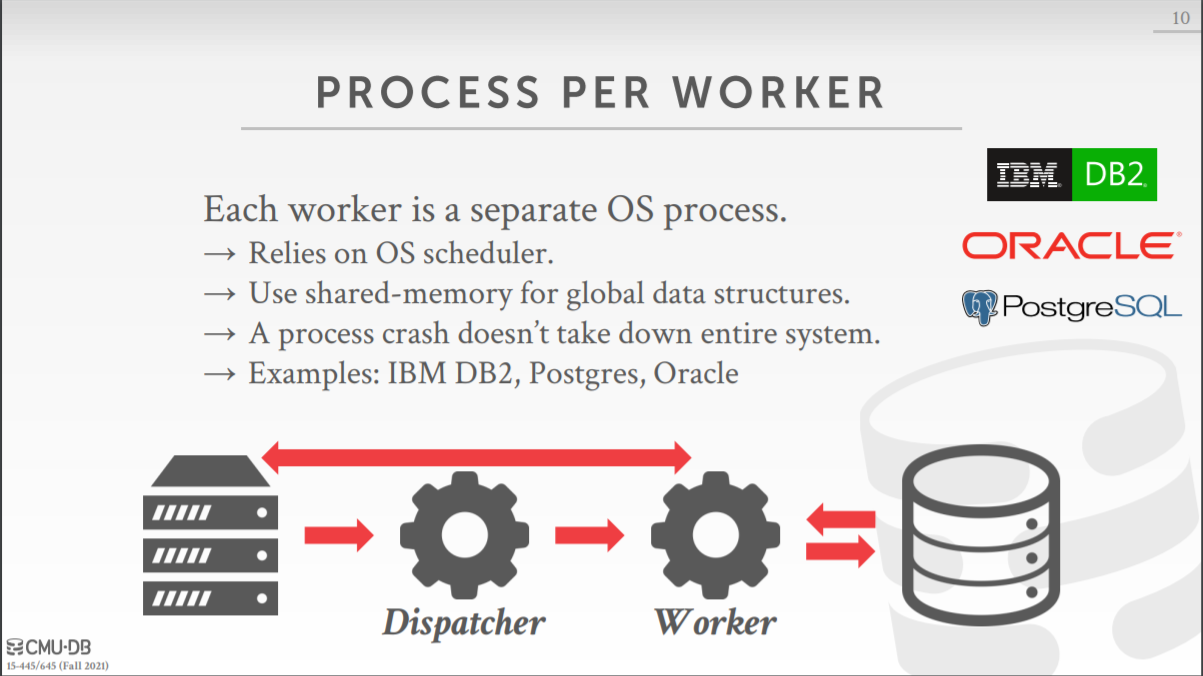 10
PROCESS PER WORKER
IBM DB2
Each worker is a separate OS process.
→ Relies on OS scheduler.
ORACLE
→ Use shared-memory for global data structures.
PostgreSQL
→ A process crash doesn’t take down entire system.
→ Examples: IBM DB2, Postgres, Oracle
Dispatcher
Worker
CMU·DB
15-445/645 (Fall 2021)